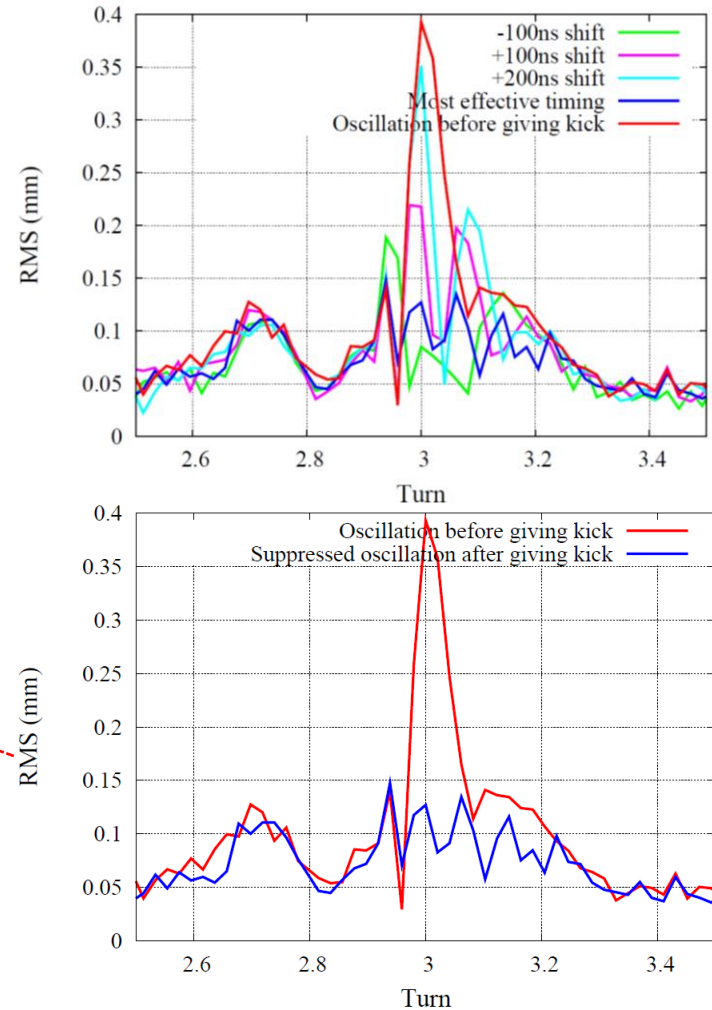 0.4
-100ns shift
+100ns shift
0.35
+200ns shift
Most effective timing
0.3
Oscillation before giving kick
0.25
RMS (mm)
0.2
0.15
0.1
0.05
0
2.6 2.8 3 3.2 3.4
Turn
0.4
Oscillation before giving kick
Suppressed oscillation after giving kick
0.35
0.3
0.25
RMS (mm)
0.2
0.15
0.1
0.05
0
2.6 2.8 3 3.2 3.4
Turn